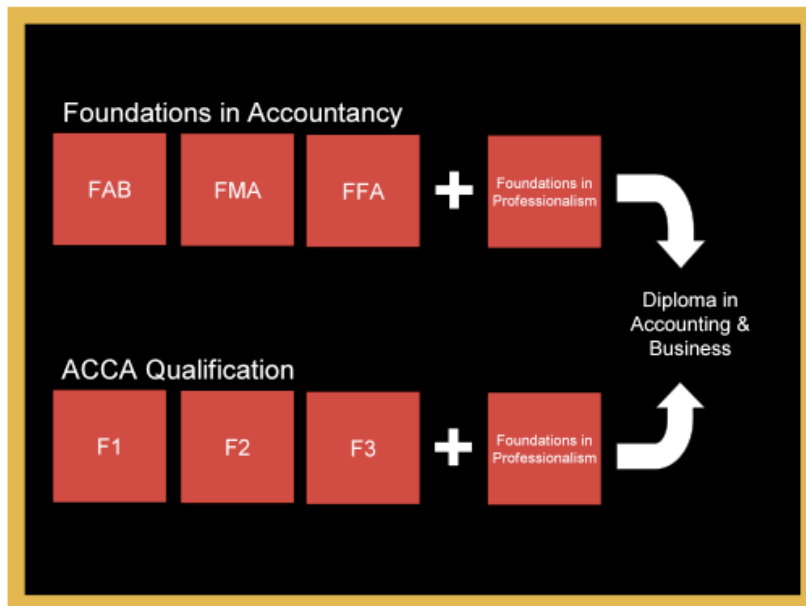 Foundations in Accountancy
FAB
FMA
FFA
+
Foundations in
Professionalism
Diploma in
Accounting &
Business
ACCA Qualification
F1
F2
F3
+
Foundations in
Professionalism